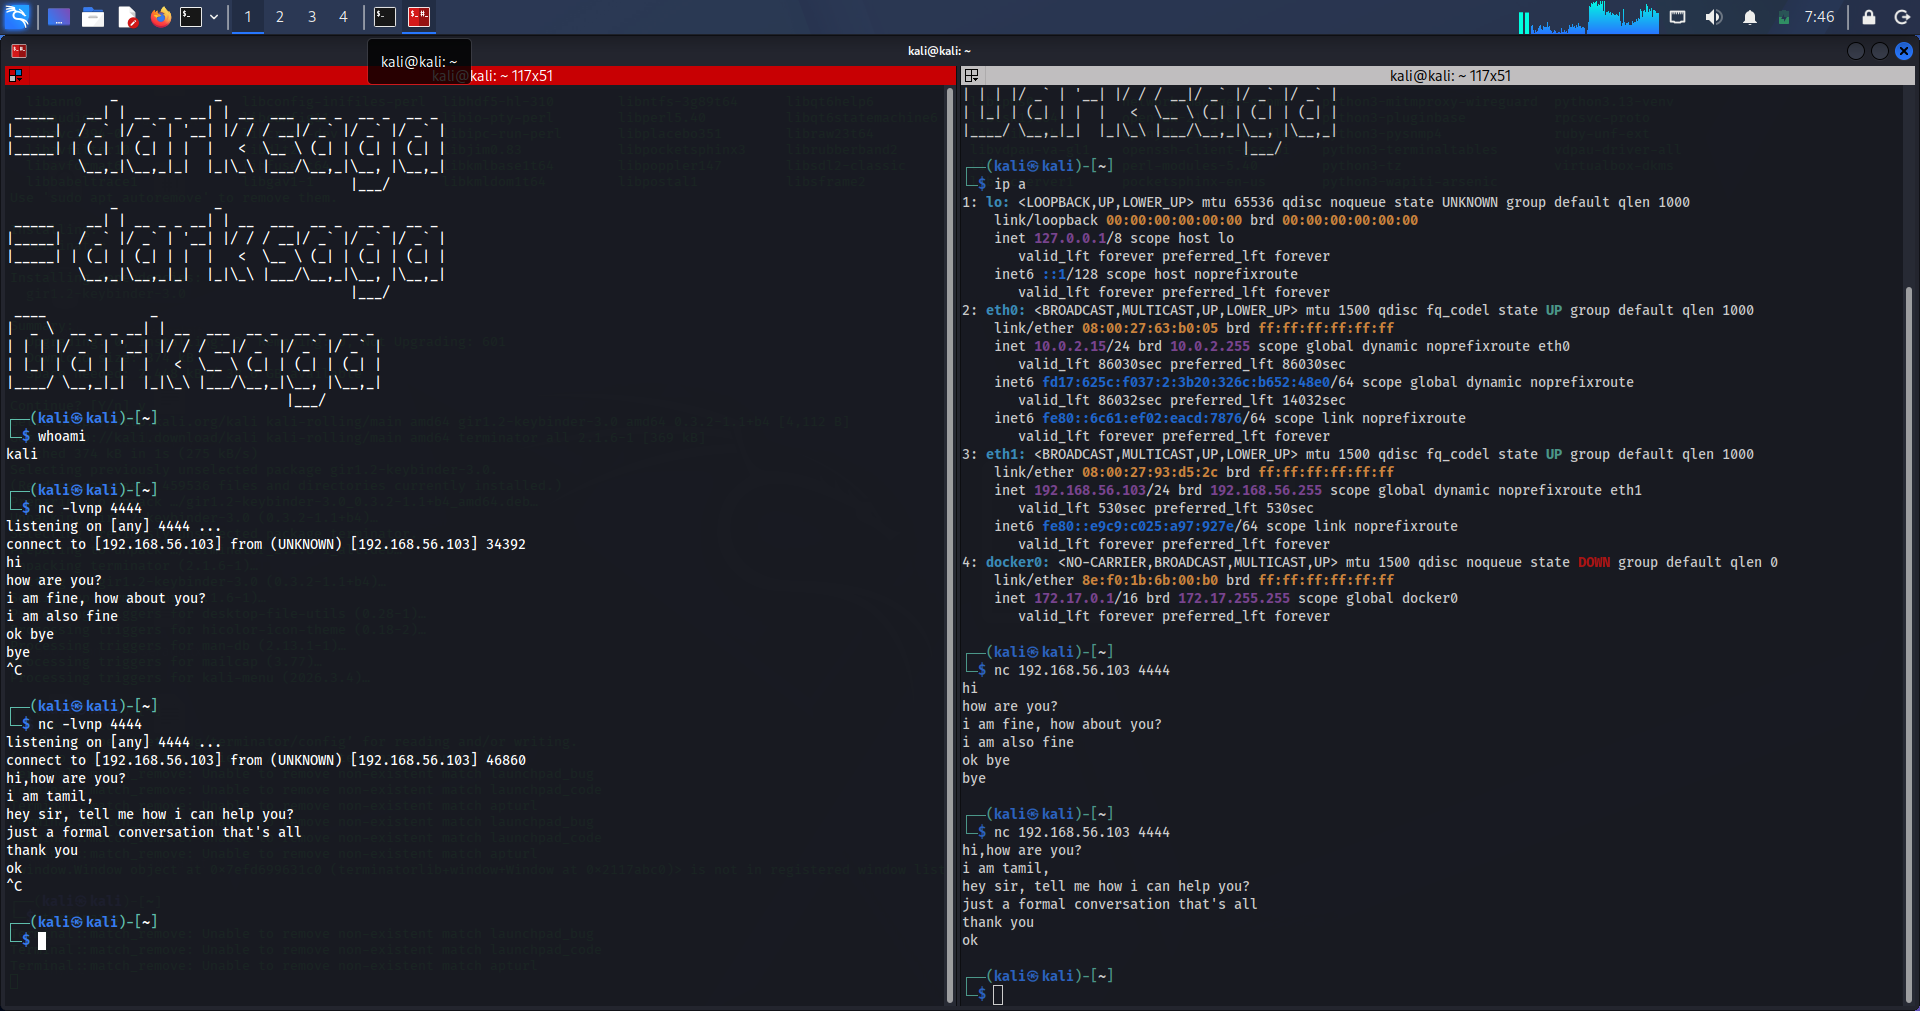 1 2 3 4
7:46
kali@kali: ~
kali@kali: ~
kali@kali: ~ 117x51
-darksaga
-darksaga
Darksaga
┌──(kali㉿kali)-[~]
└─$ whoami
kali
┌──(kali㉿kali)-[~]
└─$ nc -lvnp 4444
listening on [any] 4444 ...
connect to [192.168.56.103] from (UNKNOWN) [192.168.56.103] 34392
hi
how are you?
i am fine, how about you?
i am also fine
ok bye
bye
^C
┌──(kali㉿kali)-[~]
└─$ nc -lvnp 4444
listening on [any] 4444 ...
connect to [192.168.56.103] from (UNKNOWN) [192.168.56.103] 46860
hi,how are you?
i am tamil,
hey sir, tell me how i can help you?
just a formal conversation that's all
thank you
ok
^C
┌──(kali㉿kali)-[~]
└─$
kali@kali: ~ 117x51
Darksaga
┌──(kali㉿kali)-[~]
└─$ ip a
1: lo: <LOOPBACK,UP,LOWER_UP> mtu 65536 qdisc noqueue state UNKNOWN group default qlen 1000
link/loopback 00:00:00:00:00:00 brd 00:00:00:00:00:00
inet 127.0.0.1/8 scope host lo
valid_lft forever preferred_lft forever
inet6 ::1/128 scope host noprefixroute
valid_lft forever preferred_lft forever
2: eth0: <BROADCAST,MULTICAST,UP,LOWER_UP> mtu 1500 qdisc fq_codel state UP group default qlen 1000
link/ether 08:00:27:63:b0:05 brd ff:ff:ff:ff:ff:ff
inet 10.0.2.15/24 brd 10.0.2.255 scope global dynamic noprefixroute eth0
valid_lft 86030sec preferred_lft 86030sec
inet6 fd17:625c:f037:2:3b20:326c:b652:48e0/64 scope global dynamic noprefixroute
valid_lft 86032sec preferred_lft 14032sec
inet6 fe80::6c61:ef02:eacd:7876/64 scope link noprefixroute
valid_lft forever preferred_lft forever
3: eth1: <BROADCAST,MULTICAST,UP,LOWER_UP> mtu 1500 qdisc fq_codel state UP group default qlen 1000
link/ether 08:00:27:93:d5:2c brd ff:ff:ff:ff:ff:ff
inet 192.168.56.103/24 brd 192.168.56.255 scope global dynamic noprefixroute eth1
valid_lft 530sec preferred_lft 530sec
inet6 fe80::e9c9:c025:a97:927e/64 scope link noprefixroute
valid_lft forever preferred_lft forever
4: docker0: <NO-CARRIER,BROADCAST,MULTICAST,UP> mtu 1500 qdisc noqueue state DOWN group default qlen 0
link/ether 8e:f0:1b:6b:00:b0 brd ff:ff:ff:ff:ff:ff
inet 172.17.0.1/16 brd 172.17.255.255 scope global docker0
valid_lft forever preferred_lft forever
┌──(kali㉿kali)-[~]
└─$ nc 192.168.56.103 4444
hi
how are you?
i am fine, how about you?
i am also fine
ok bye
bye
┌──(kali㉿kali)-[~]
└─$ nc 192.168.56.103 4444
hi,how are you?
i am tamil,
hey sir, tell me how i can help you?
just a formal conversation that's all
thank you
ok
┌──(kali㉿kali)-[~]
└─$